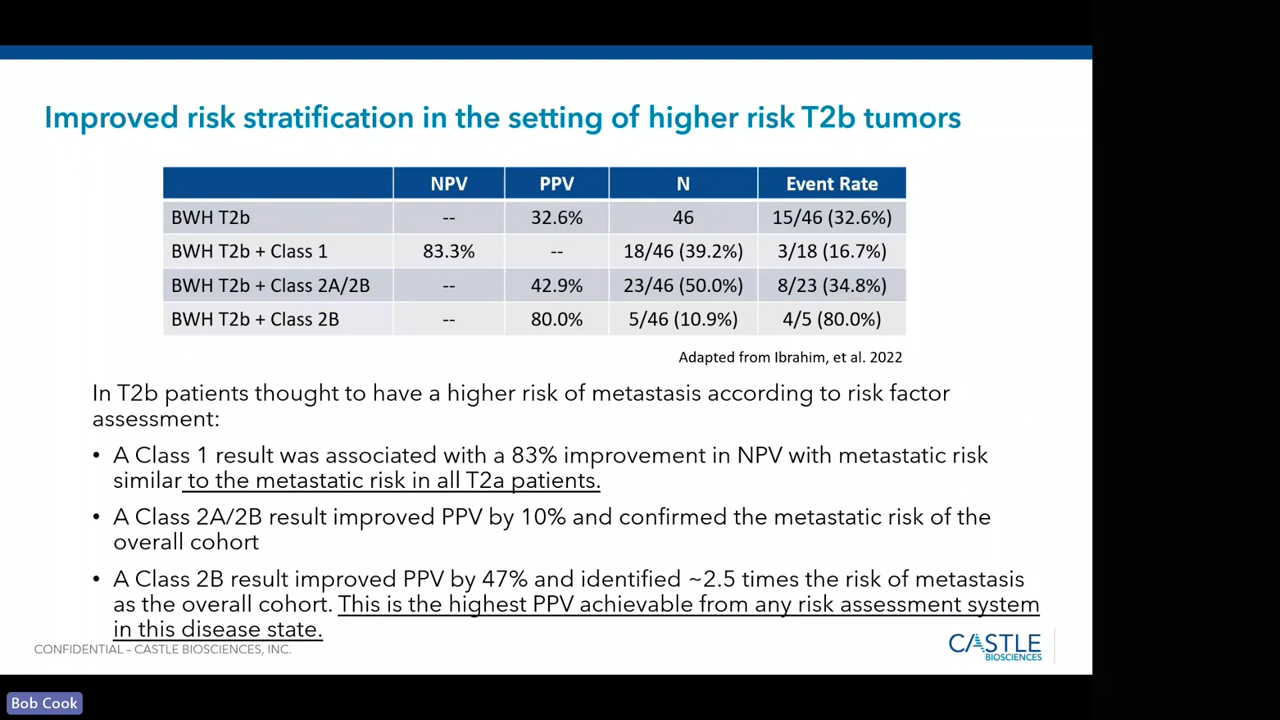 Improved risk stratification in the setting of higher risk T2b tumors
NPV PPV N Event Rate
BWH T2b -- 32.6% 46 15/46 (32.6%)
BWH T2b + Class 1 83.3% -- 18/46 (39.2%) 3/18 (16.7%)
BWH T2b + Class 2A/2B -- 42.9% 23/46 (50.0%) 8/23 (34.8%)
BWH T2b + Class 2B -- 80.0% 5/46 (10.9%) 4/5 (80.0%)
Adapted from Ibrahim, et al. 2022
In T2b patients thought to have a higher risk of metastasis according to risk factor
assessment:
• A Class 1 result was associated with a 83% improvement in NPV with metastatic risk
similar to the metastatic risk in all T2a patients.
• A Class 2A/2B result improved PPV by 10% and confirmed the metastatic risk of the
overall cohort
• A Class 2B result improved PPV by 47% and identified ~2.5 times the risk of metastasis
as the overall cohort. This is the highest PPV achievable from any risk assessment system
in this disease state.
CONFIDENTIAL – CASTLE BIOSCIENCES, INC.
CASTLE
BIOSCIENCES
Bob Cook